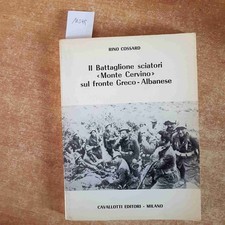 RINO COSSARD
Il Battaglione sciatori
«Monte Cervino»
sul fronte Greco-Albanese
CAVALLOTTI EDITORI - MILANO